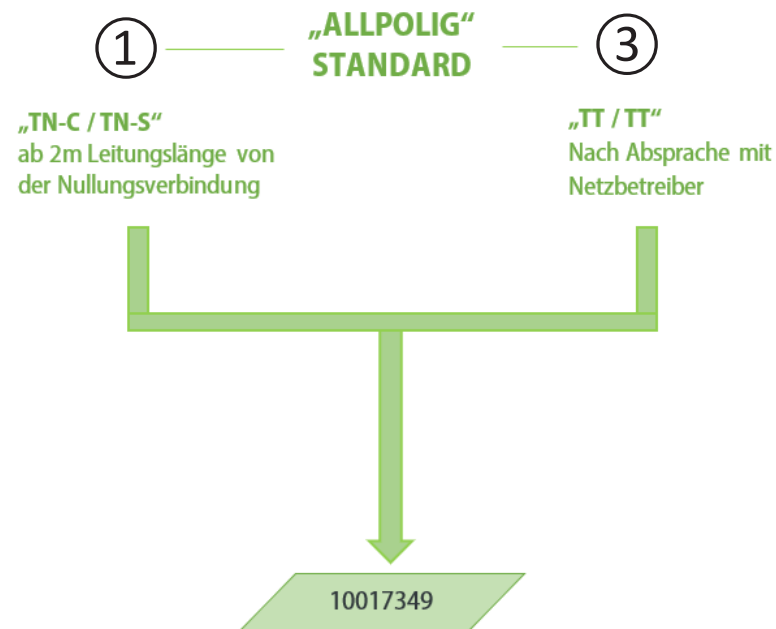 ①
„ALLPOLIG“
STANDARD
③
„TN-C / TN-S“
ab 2m Leitungslänge von
der Nullungsverbindung
„TT / TT“
Nach Absprache mit
Netzbetreiber
10017349